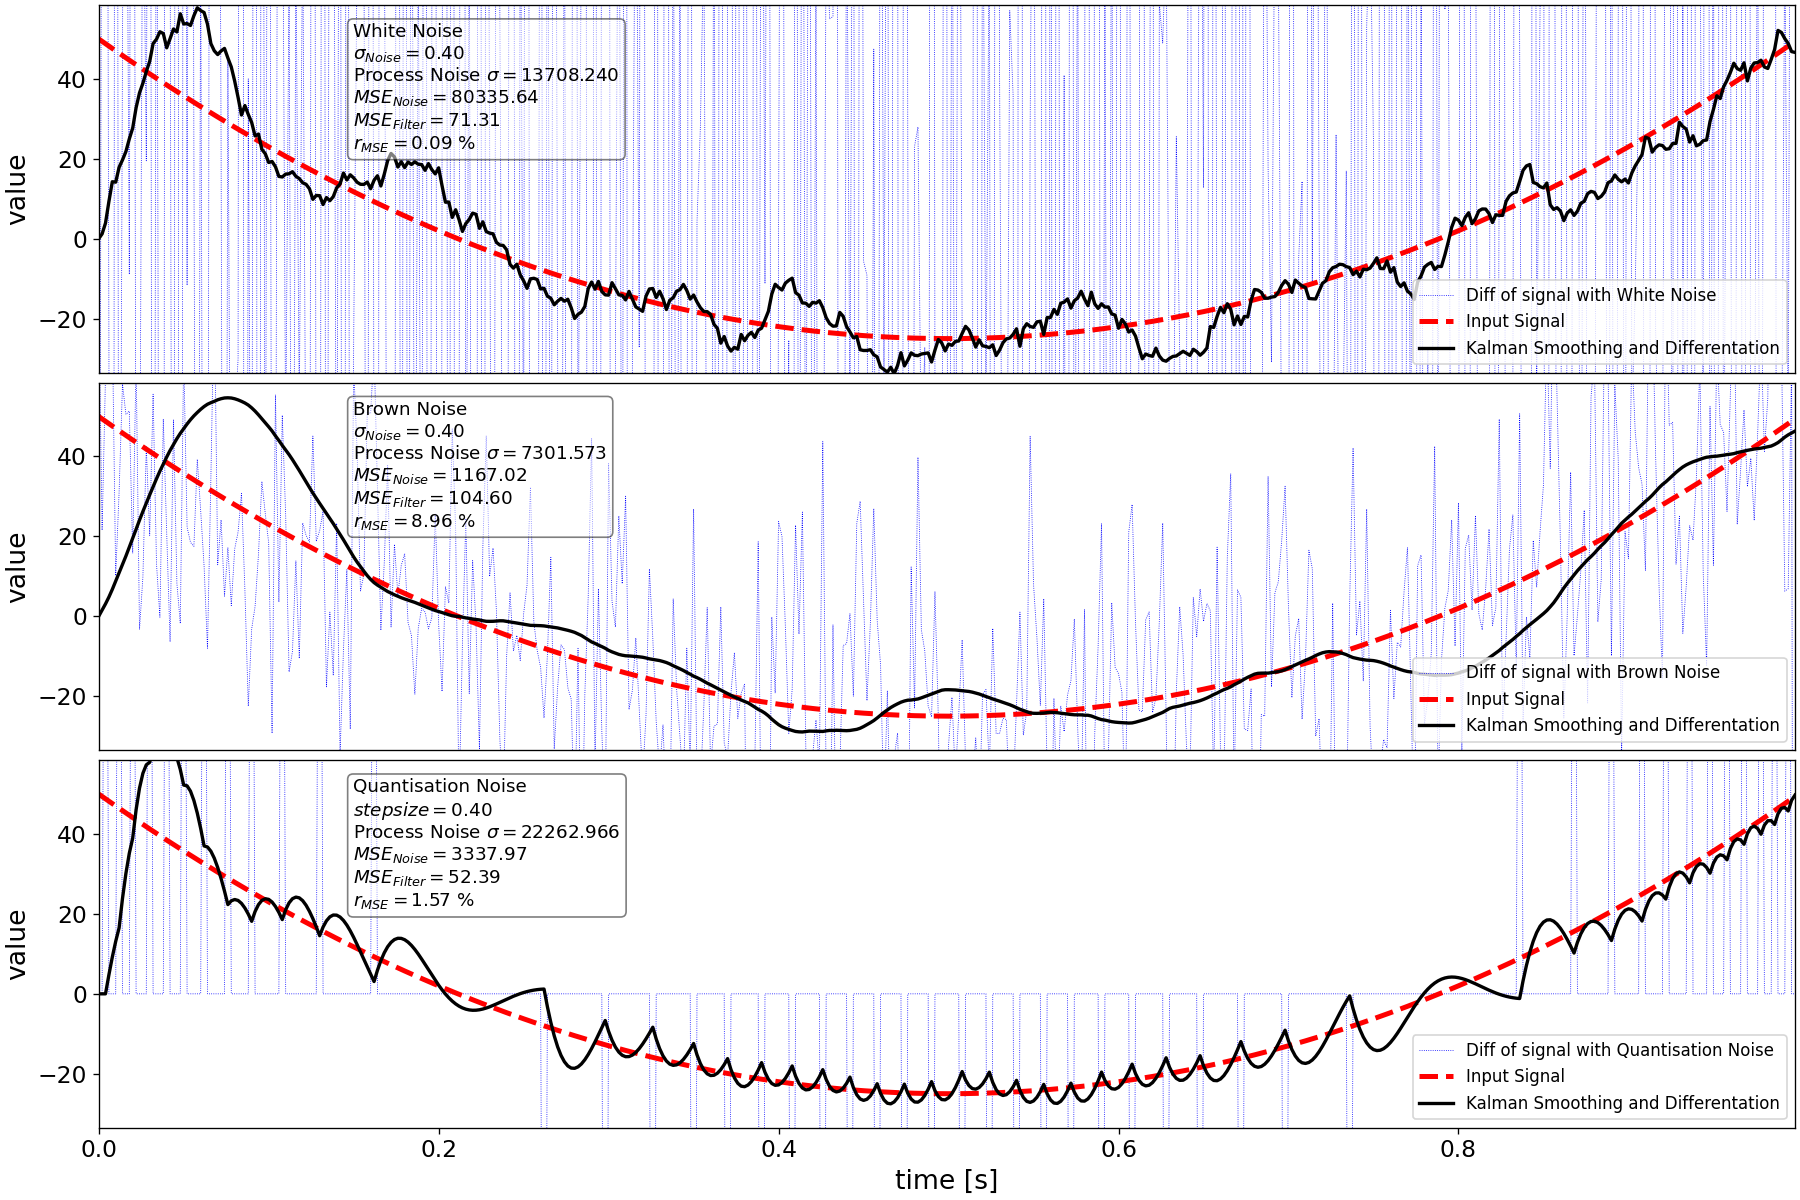 value
40
20
0
−20
White Noise
σNoise = 0.40
Process Noise σ = 13708.240
MSENoise = 80335.64
MSEFilter = 71.31
rMSE = 0.09 %
Diff of signal with White Noise
Input Signal
Kalman Smoothing and Differentation
value
40
20
0
−20
Brown Noise
σNoise = 0.40
Process Noise σ = 7301.573
MSENoise = 1167.02
MSEFilter = 104.60
rMSE = 8.96 %
Diff of signal with Brown Noise
Input Signal
Kalman Smoothing and Differentation
value
40
20
0
−20
Quantisation Noise
stepsize = 0.40
Process Noise σ = 22262.966
MSENoise = 3337.97
MSEFilter = 52.39
rMSE = 1.57 %
Diff of signal with Quantisation Noise
Input Signal
Kalman Smoothing and Differentation
0.0 0.2 0.4 0.6 0.8
time [s]